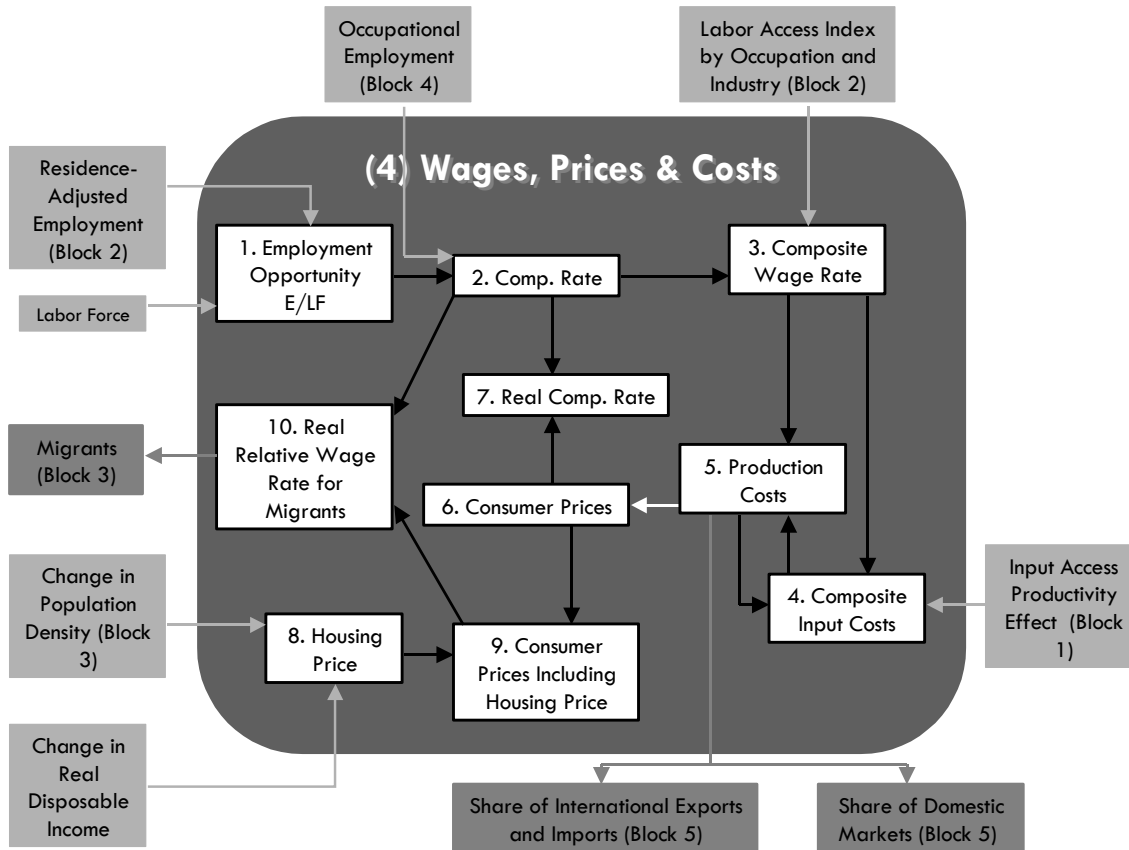 Occupational
Employment
(Block 4)
Labor Access Index
by Occupation and
Industry (Block 2)
(4) Wages, Prices & Costs
Residence-
Adjusted
Employment
(Block 2)
1. Employment
Opportunity
E/LF
2. Comp. Rate
3. Composite
Wage Rate
Labor Force
7. Real Comp. Rate
10. Real
Relative Wage
Rate for
Migrants
Migrants
(Block 3)
5. Production
Costs
6. Consumer Prices
Change in
Population
Density (Block
3)
4. Composite
Input Costs
Input Access
Productivity
Effect (Block
1)
8. Housing
Price
9. Consumer
Prices Including
Housing Price
Change in
Real
Disposable
Income
Share of International Exports
and Imports (Block 5)
Share of Domestic
Markets (Block 5)